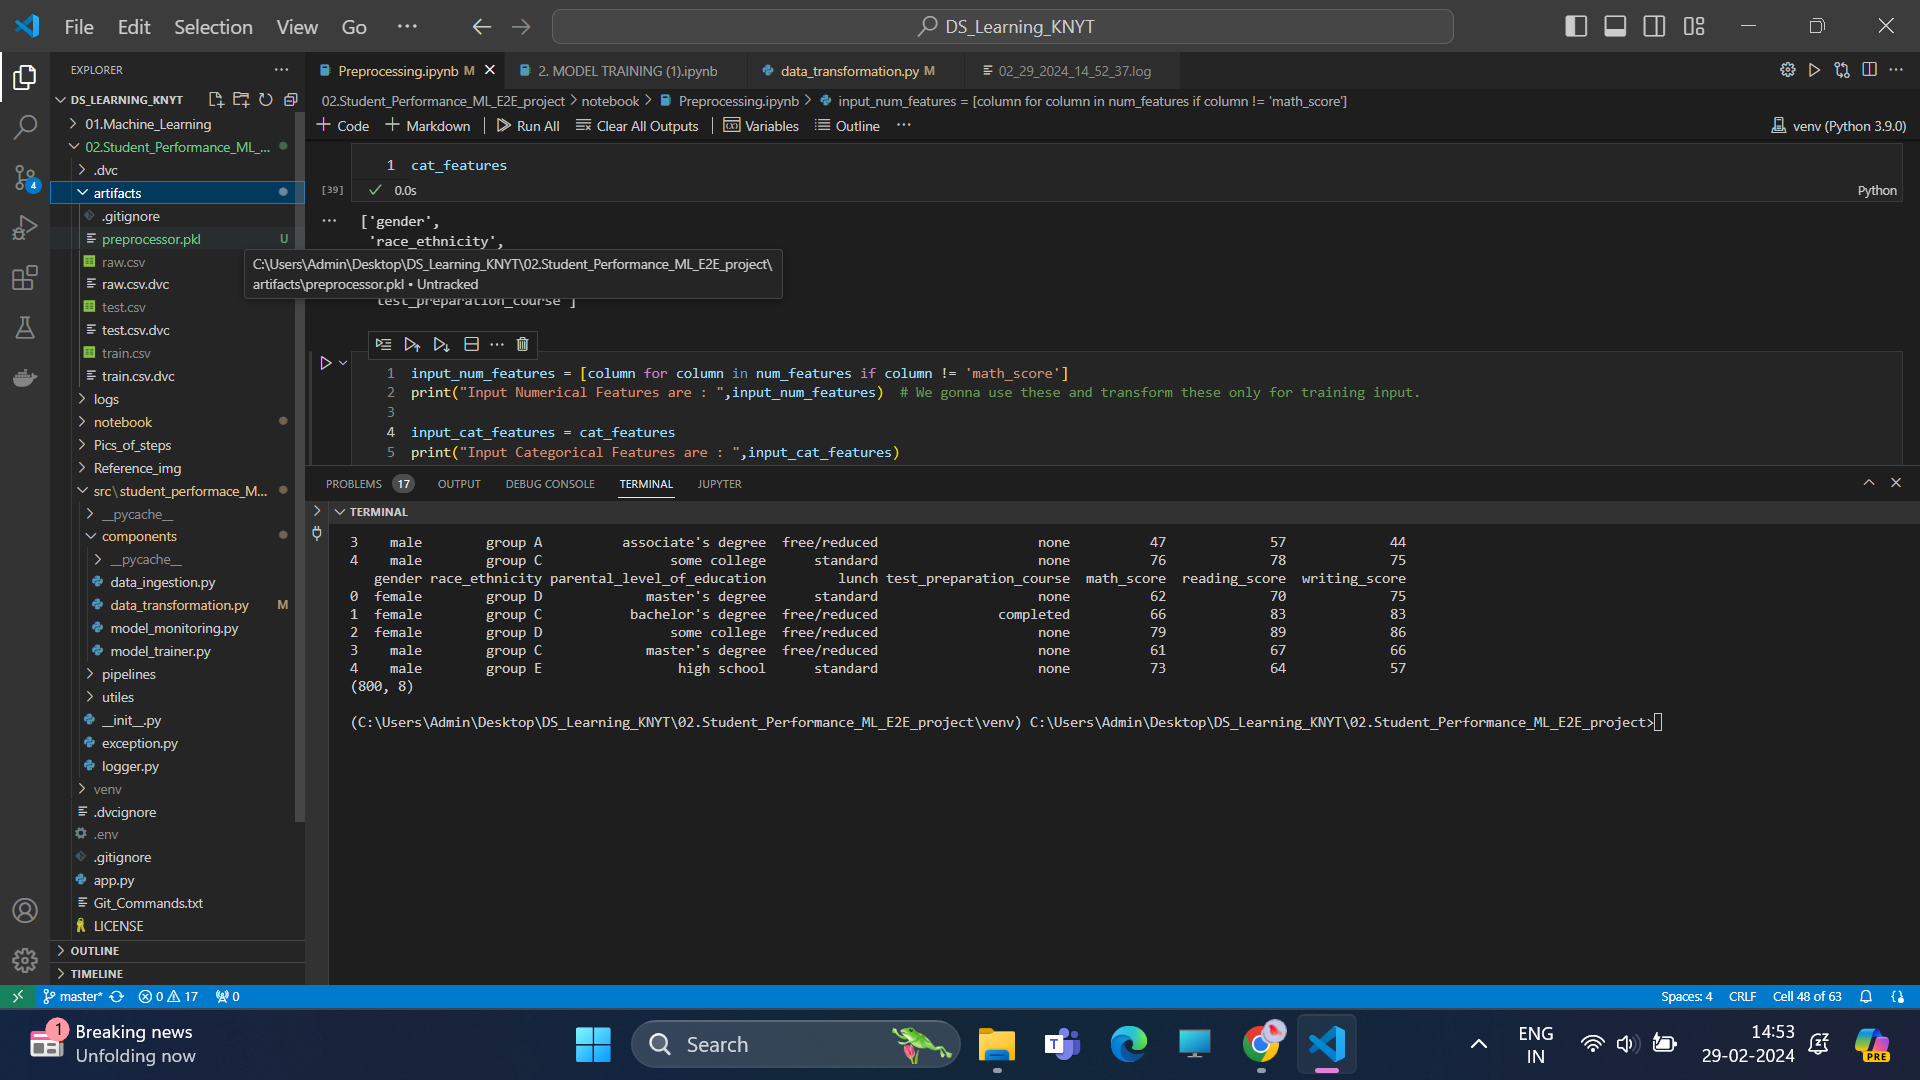 File Edit Selection View Go ··· DS_Learning_KNYT
EXPLORER ···
DS_LEARNING_KNYT
01.Machine_Learning
02.Student_Performance_ML_...
.dvc
artifacts
.gitignore
preprocessor.pkl U
raw.csv
raw.csv.dvc
test.csv
test.csv.dvc
train.csv
train.csv.dvc
logs
notebook
Pics_of_steps
Reference_img
src\student_performace_M...
__pycache__
components
__pycache__
data_ingestion.py
data_transformation.py M
model_monitoring.py
model_trainer.py
pipelines
utiles
__init__.py
exception.py
logger.py
venv
.dvcignore
.env
.gitignore
app.py
Git_Commands.txt
LICENSE
OUTLINE
TIMELINE
4
Preprocessing.ipynb M 2. MODEL TRAINING (1).ipynb data_transformation.py M 02_29_2024_14_52_37.log
02.Student_Performance_ML_E2E_project > notebook > Preprocessing.ipynb > input_num_features = [column for column in num_features if column != 'math_score']
+ Code + Markdown Run All Clear All Outputs Variables Outline ··· venv (Python 3.9.0)
1 cat_features
[39] 0.0s Python
['gender',
'race_ethnicity',
C:\Users\Admin\Desktop\DS_Learning_KNYT\02.Student_Performance_ML_E2E_project\
artifacts\preprocessor.pkl • Untracked
test_preparation_course ]
1 input_num_features = [column for column in num_features if column != 'math_score']
2 print("Input Numerical Features are : ",input_num_features) # We gonna use these and transform these only for training input.
3
4 input_cat_features = cat_features
5 print("Input Categorical Features are : ",input_cat_features)
PROBLEMS 17 OUTPUT DEBUG CONSOLE TERMINAL JUPYTER
TERMINAL
3 male group A associate's degree free/reduced none 47 57 44
4 male group C some college standard none 76 78 75
gender race_ethnicity parental_level_of_education lunch test_preparation_course math_score reading_score writing_score
0 female group D master's degree standard none 62 70 75
1 female group C bachelor's degree free/reduced completed 66 83 83
2 female group D some college free/reduced none 79 89 86
3 male group C master's degree free/reduced none 61 67 66
4 male group E high school standard none 73 64 57
(800, 8)
(C:\Users\Admin\Desktop\DS_Learning_KNYT\02.Student_Performance_ML_E2E_project\venv) C:\Users\Admin\Desktop\DS_Learning_KNYT\02.Student_Performance_ML_E2E_project>
master* 0 17 0 Spaces: 4 CRLF Cell 48 of 63
1 Breaking news
Unfolding now
Search
ENG
IN
14:53
29-02-2024
PRE